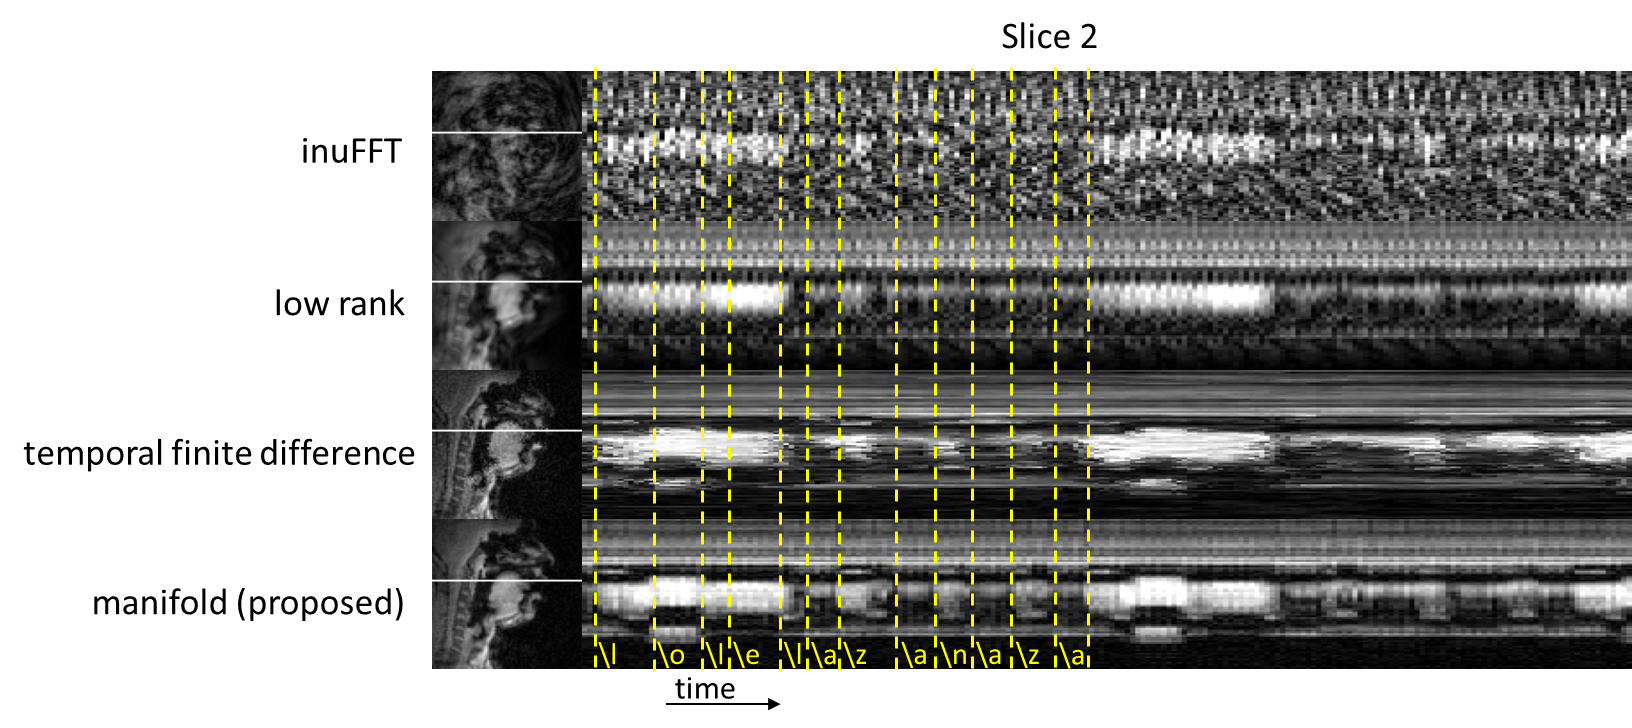 Slice 2
inuFFT
low rank
temporal finite difference
manifold (proposed)
\l \o \l \e \l \a \z \a \n \a \z \a
time